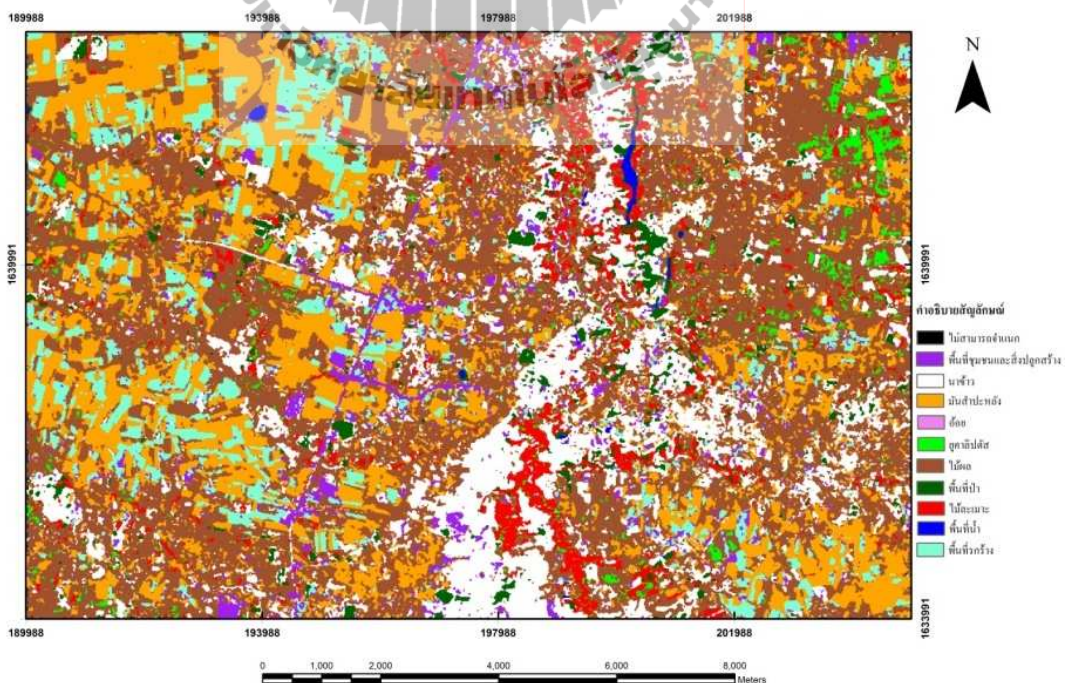 189988 193988 197988 201988
N
1639991 1639991
คำอธิบายสัญลักษณ์
ไม่สามารถจำแนก
พื้นที่ชุมชนและสิ่งปลูกสร้าง
นาข้าว
มันสำปะหลัง
อ้อย
ยูคาลิปตัส
ไม้ผล
พื้นที่ป่า
ไม้ละเมาะ
พื้นที่น้ำ
พื้นที่รกร้าง
1633991
189988 193988 197988 201988
0 1,000 2,000 4,000 6,000 8,000
Meters